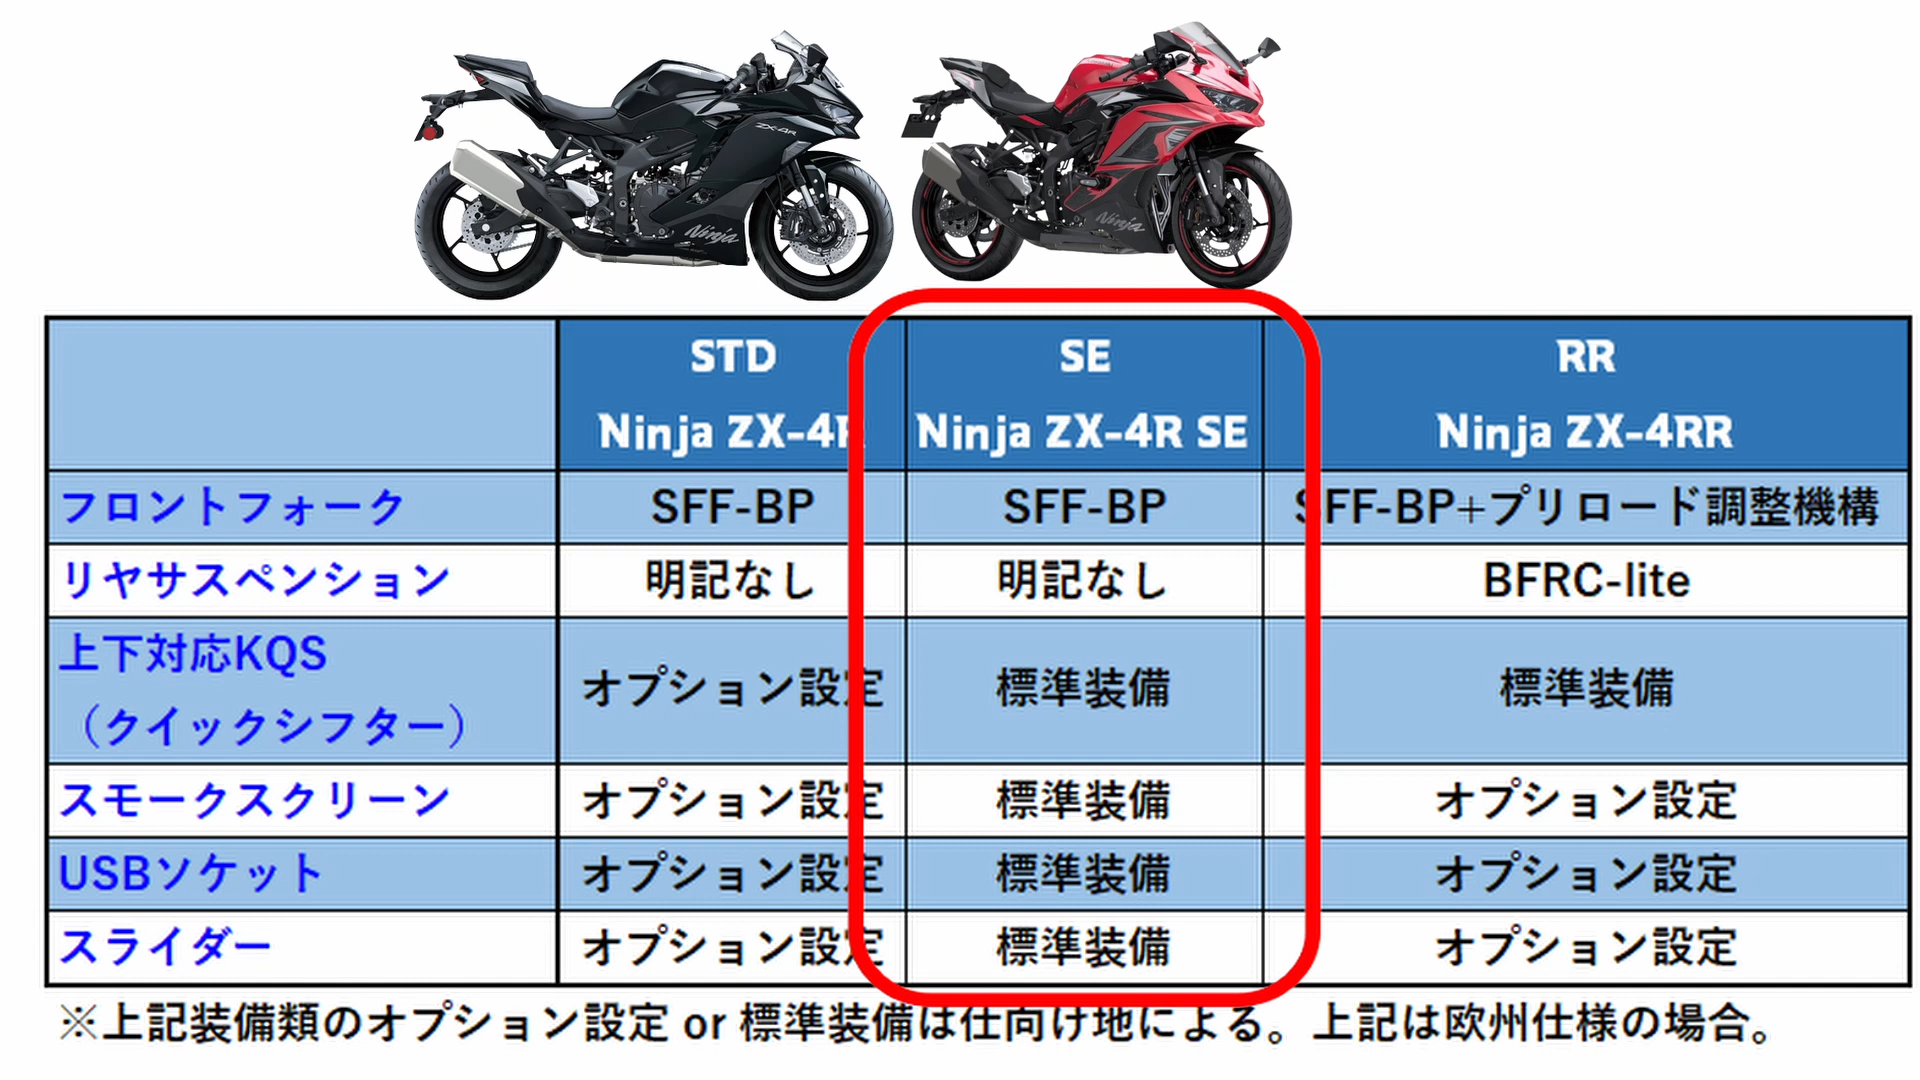 ZX-4R
Ninja
Ninja
STD
SE
RR
Ninja ZX-4R
Ninja ZX-4R SE
Ninja ZX-4RR
フロントフォーク
SFF-BP
SFF-BP
SFF-BP+プリロード調整機構
リヤサスペンション
明記なし
明記なし
BFRC-lite
上下対応KQS
（クイックシフター）
オプション設定
標準装備
標準装備
スモークスクリーン
オプション設定
標準装備
オプション設定
USBソケット
オプション設定
標準装備
オプション設定
スライダー
オプション設定
標準装備
オプション設定
※上記装備類のオプション設定 or 標準装備は仕向け地による。上記は欧州仕様の場合。